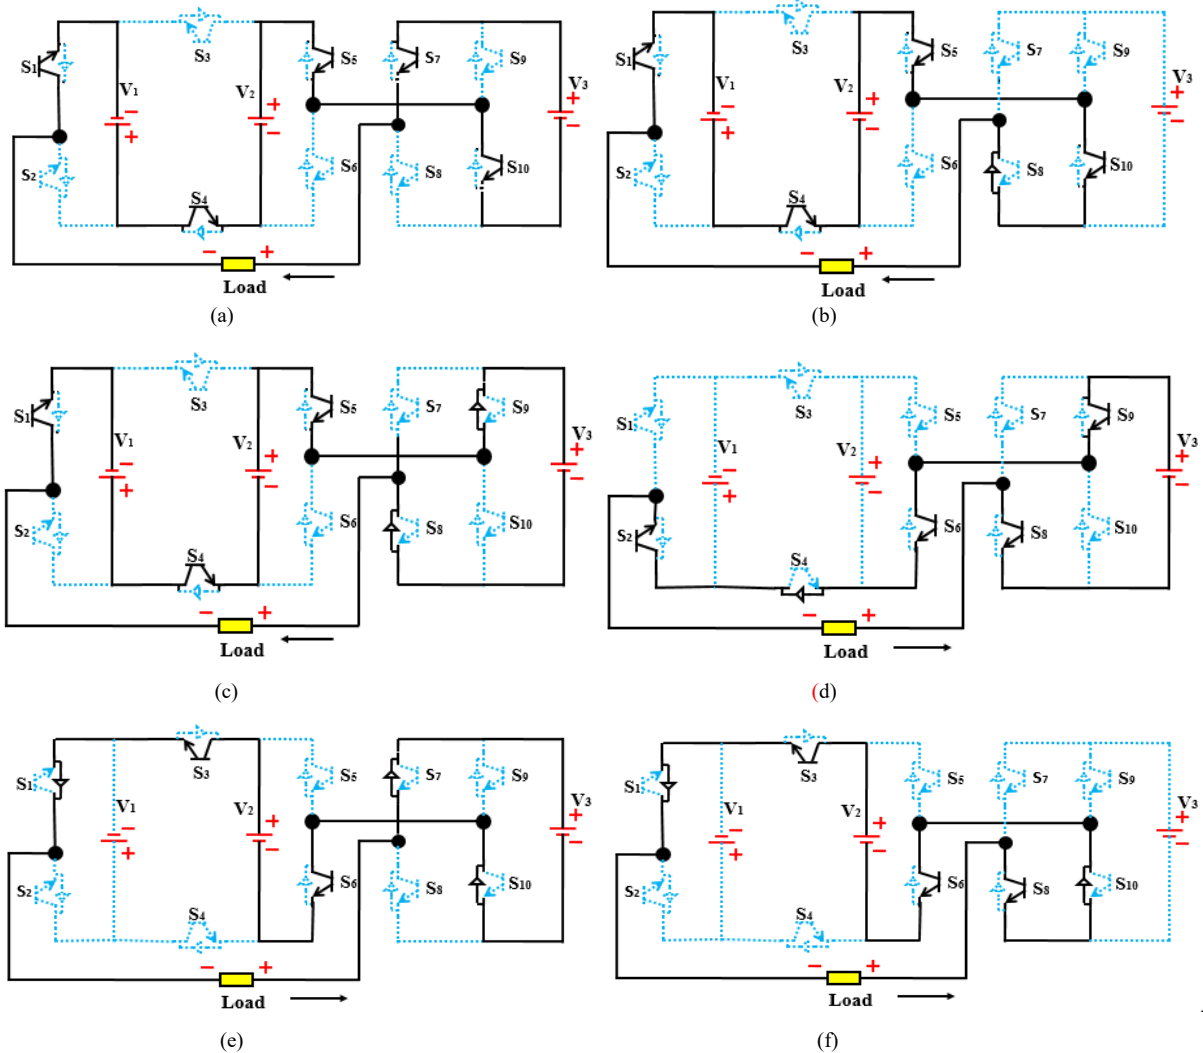 S1 S2 V1 S3 S4 V2 S5 S6 S7 S8 S9 S10 V3
− + + − + −
− +
Load
(a)
S1 S2 V1 S3 S4 V2 S5 S6 S7 S8 S9 S10 V3
− + + − + −
− +
Load
(b)
S1 S2 V1 S3 S4 V2 S5 S6 S7 S8 S9 S10 V3
− + + − + −
− +
Load
(c)
S1 S2 V1 S3 S4 V2 S5 S6 S7 S8 S9 S10 V3
− + + − + −
− +
Load
(d)
S1 S2 V1 S3 S4 V2 S5 S6 S7 S8 S9 S10 V3
− + + − + −
− +
Load
(e)
S1 S2 V1 S3 S4 V2 S5 S6 S7 S8 S9 S10 V3
− + + − + −
− +
Load
(f)